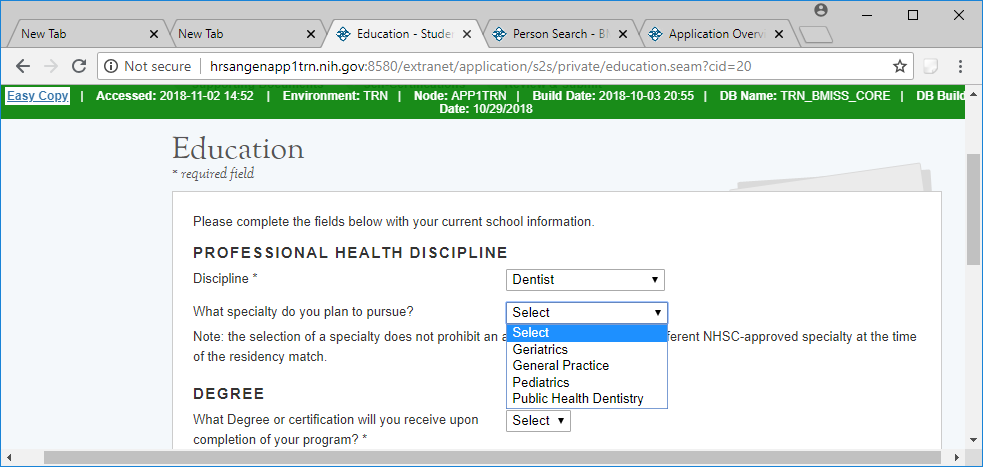 New Tab
New Tab
Education - Stude
Person Search - B
Application Overv
Not secure | hrsangenapp1trn.nih.gov:8580/extranet/application/s2s/private/education.seam?cid=20
Easy Copy | Accessed: 2018-11-02 14:52 | Environment: TRN | Node: APP1TRN | Build Date: 2018-10-03 20:55 | DB Name: TRN_BMISS_CORE | DB Build
Date: 10/29/2018
Education
* required field
Please complete the fields below with your current school information.
PROFESSIONAL HEALTH DISCIPLINE
Discipline *
Dentist
What specialty do you plan to pursue?
Select
Select
Geriatrics
General Practice
Pediatrics
Public Health Dentistry
Note: the selection of a specialty does not prohibit an a
ferent NHSC-approved specialty at the time
of the residency match.
DEGREE
What Degree or certification will you receive upon
completion of your program? *
Select